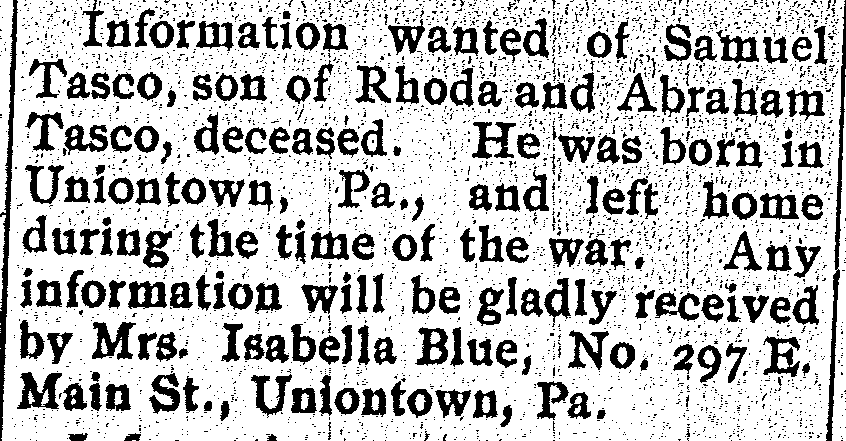 Information wanted of Samuel
Tasco, son of Rhoda and Abraham
Tasco, deceased. He was born in
Uniontown, Pa., and left home
during the time of the war. Any
information will be gladly received
by Mrs. Isabella Blue, No. 297 E.
Main St., Uniontown, Pa.